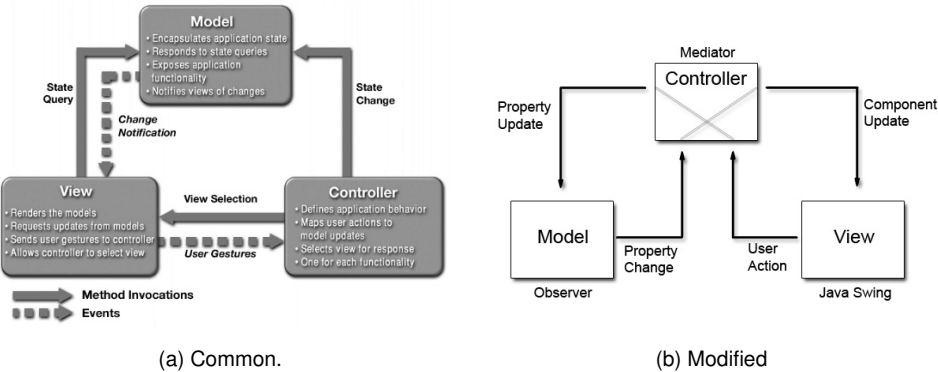 Model
• Encapsulates application state
• Responds to state queries
• Exposes application
functionality
• Notifies views of changes
State
Query
State
Change
Change
Notification
View
• Renders the models
• Requests updates from models
• Sends user gestures to controller
• Allows controller to select view
View Selection
User Gestures
Controller
• Defines application behavior
• Maps user actions to
model updates
• Selects view for response
• One for each functionality
Method Invocations
Events
(a) Common.
Mediator
Controller
Property
Update
Component
Update
Model
Property
Change
User
Action
View
Observer
Java Swing
(b) Modified